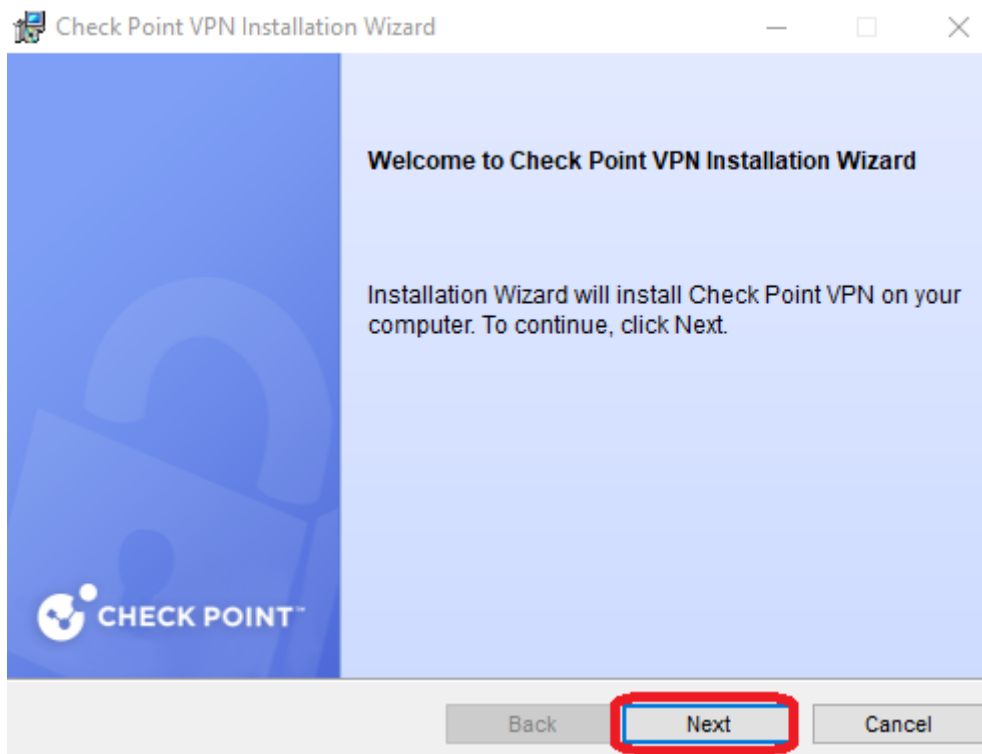 Check Point VPN Installation Wizard
Welcome to Check Point VPN Installation Wizard
Installation Wizard will install Check Point VPN on your
computer. To continue, click Next.
CHECK POINT™
Back
Next
Cancel